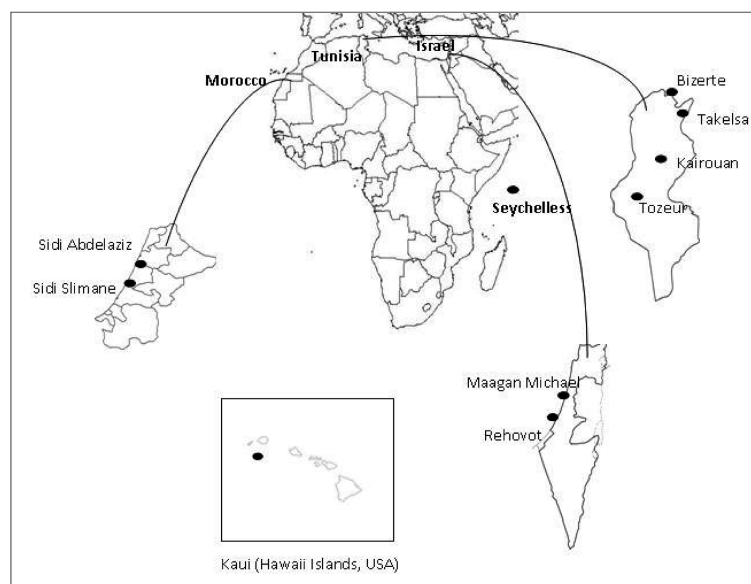 Israel
Tunisia
Morocco
Bizerte
Takelsa
Kairouan
Seychelless
Tozeur
Sidi Abdelaziz
Sidi Slimane
Maagan Michael
Rehovot
Kaui (Hawaii Islands, USA)